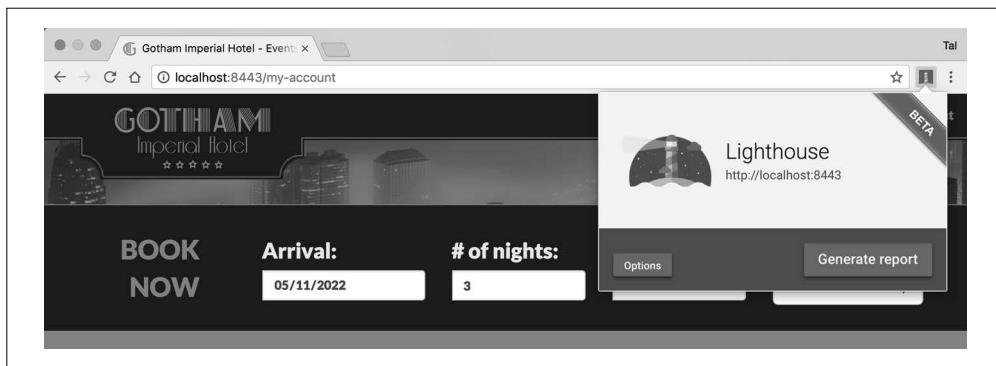 Gotham Imperial Hotel - Event
Tal
localhost:8443/my-account
GOTHAM
Imperial Hotel
BETA
Lighthouse
http://localhost:8443
BOOK
NOW
Arrival:
# of nights:
05/11/2022
3
Options
Generate report